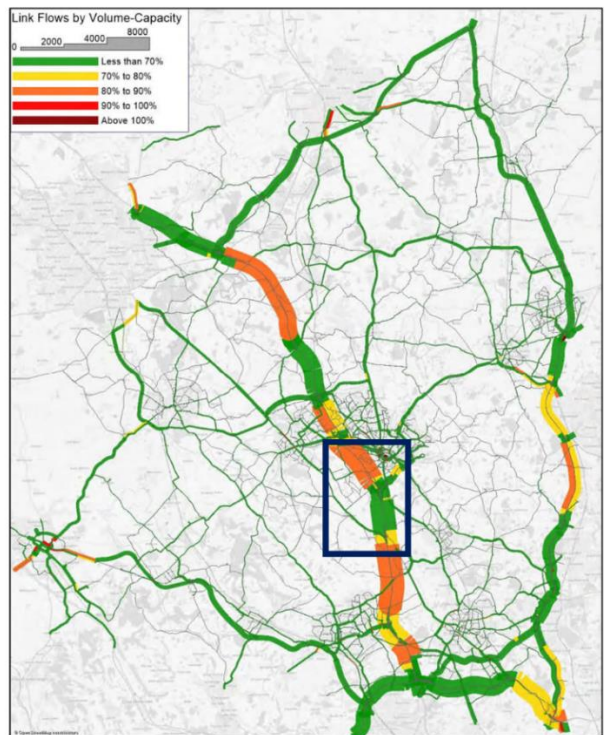 Link Flows by Volume-Capacity
0 2000 4000 8000
Less than 70%
70% to 80%
80% to 90%
90% to 100%
Above 100%